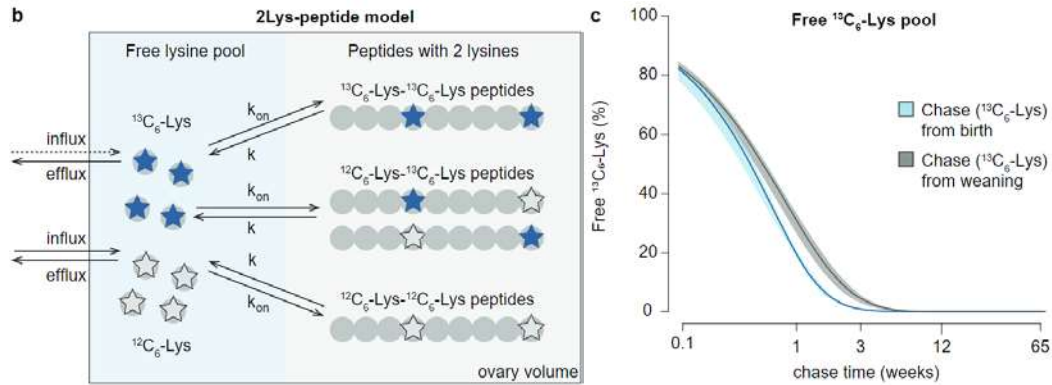 b
2Lys-peptide model
Free lysine pool
Peptides with 2 lysines
¹³C₆-Lys
influx
efflux
influx
efflux
¹²C₆-Lys
kₒₙ
k
kₒₙ
k
k
kₒₙ
¹³C₆-Lys-¹³C₆-Lys peptides
¹²C₆-Lys-¹³C₆-Lys peptides
¹²C₆-Lys-¹²C₆-Lys peptides
ovary volume
c
Free ¹³C₆-Lys pool
Free ¹³C₆-Lys (%)
100
80
60
40
20
0
Chase (¹³C₆-Lys)
from birth
Chase (¹³C₆-Lys)
from weaning
0.1
1
3
12
65
chase time (weeks)